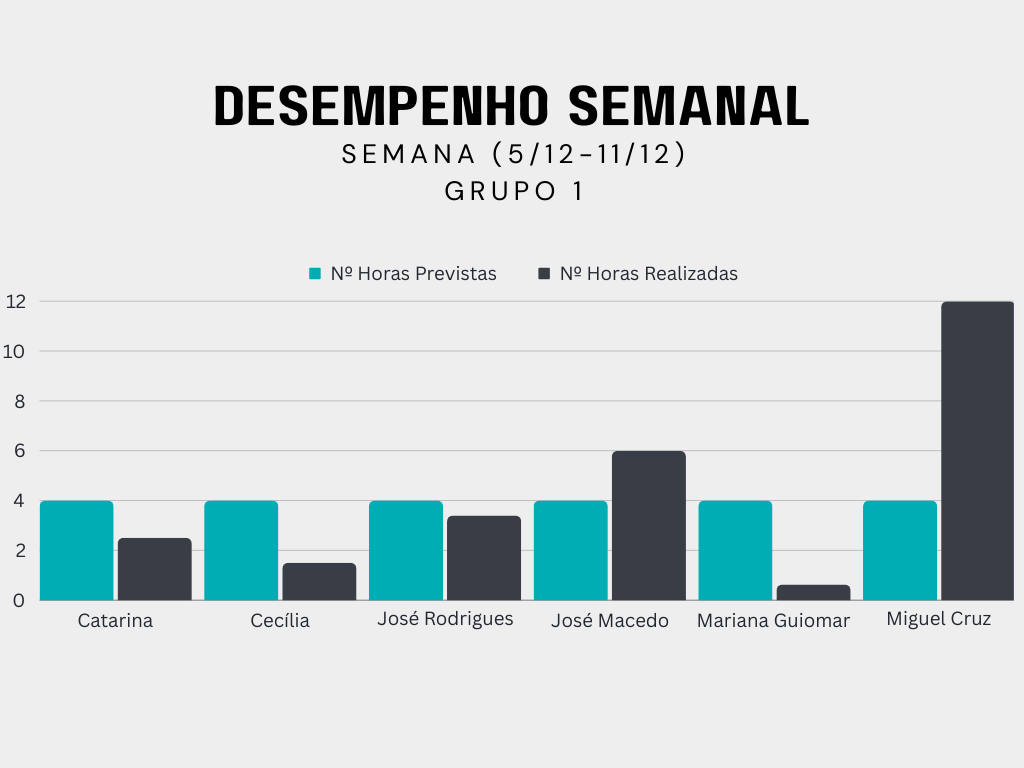 DESEMPENHO SEMANAL
SEMANA (5/12-11/12)
GRUPO 1
Nº Horas Previstas Nº Horas Realizadas
12
10
8
6
4
2
0
Catarina Cecília José Rodrigues José Macedo Mariana Guiomar Miguel Cruz